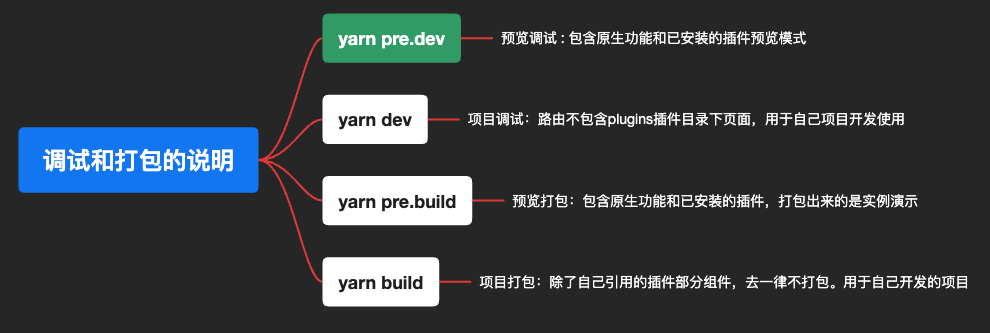 调试和打包的说明
yarn pre.dev
预览调试：包含原生功能和已安装的插件预览模式
yarn dev
项目调试：路由不包含plugins插件目录下页面，用于自己项目开发使用
yarn pre.build
预览打包：包含原生功能和已安装的插件，打包出来的是实例演示
yarn build
项目打包：除了自己引用的插件部分组件，去一律不打包。用于自己开发的项目